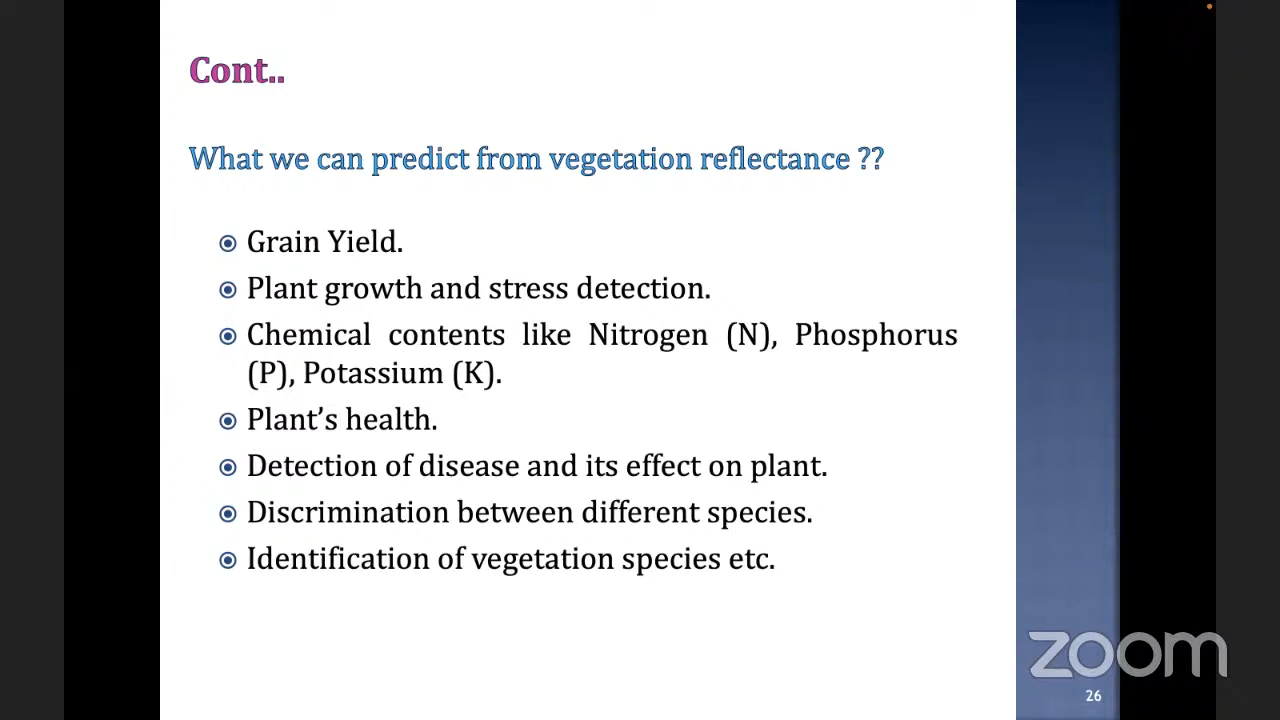 Cont..
What we can predict from vegetation reflectance ??
Grain Yield.
Plant growth and stress detection.
Chemical contents like Nitrogen (N), Phosphorus
(P), Potassium (K).
Plant’s health.
Detection of disease and its effect on plant.
Discrimination between different species.
Identification of vegetation species etc.
zoom
26